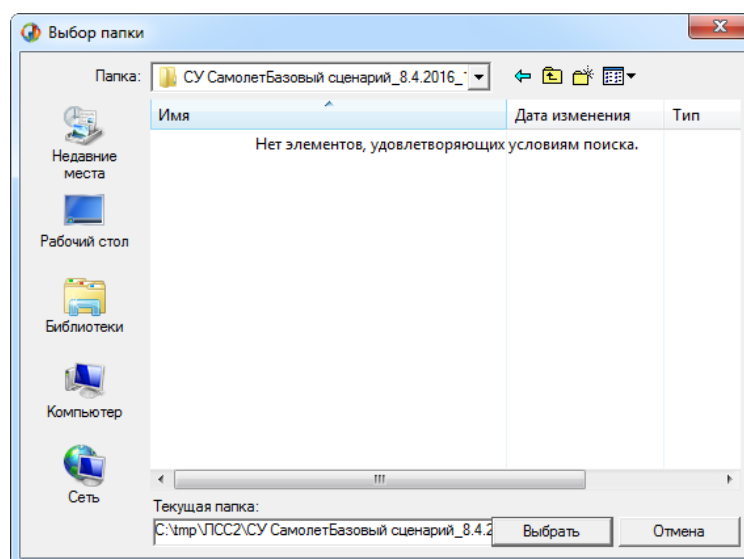 Выбор папки
Папка: СУ СамолетБазовый сценарий_8.4.2016_
Имя Дата изменения Тип
Нет элементов, удовлетворяющих условиям поиска.
Недавние
места
Рабочий стол
Библиотеки
Компьютер
Сеть
Текущая папка:
C:\tmp\ПСС2\СУ СамолетБазовый сценарий_8.4.2 Выбрать Отмена